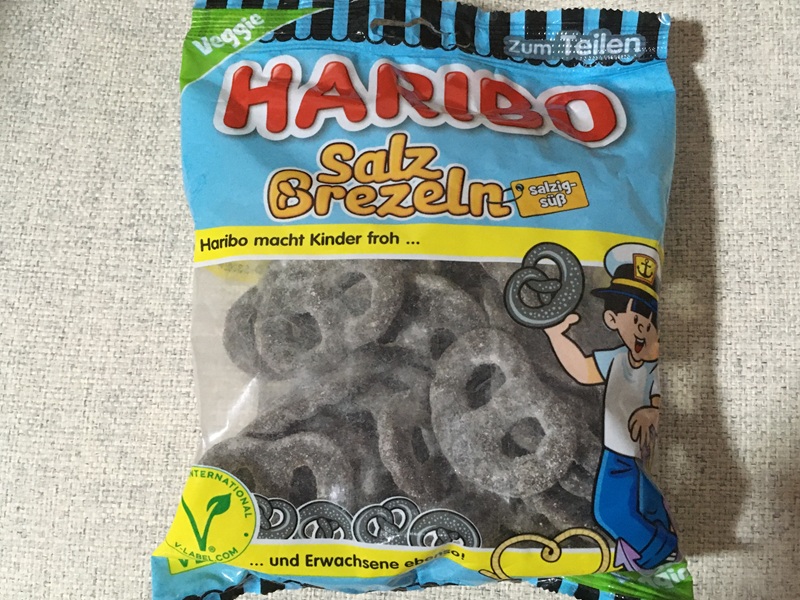 Veggie
zum Teilen
HARIBO
Salz
Brezeln
salzig-
süß
Haribo macht Kinder froh ...
INTERNATIONAL
V-LABEL.COM
... und Erwachsene ebenso!